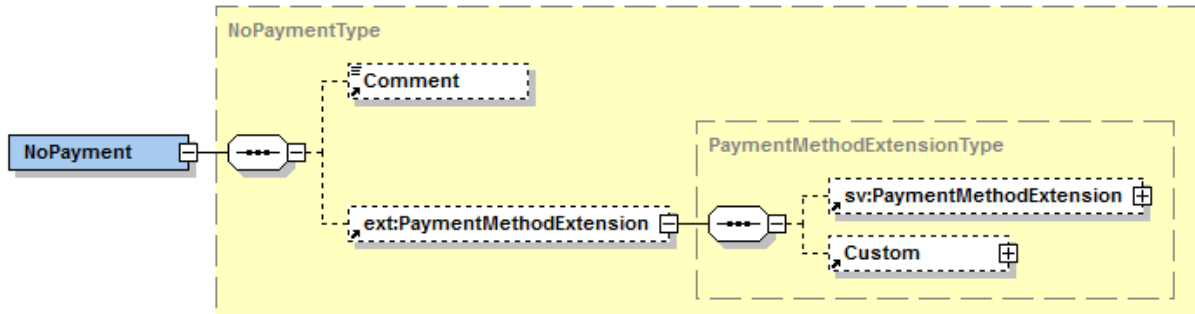 NoPaymentType
Comment
NoPayment
PaymentMethodExtensionType
sv:PaymentMethodExtension
ext:PaymentMethodExtension
Custom